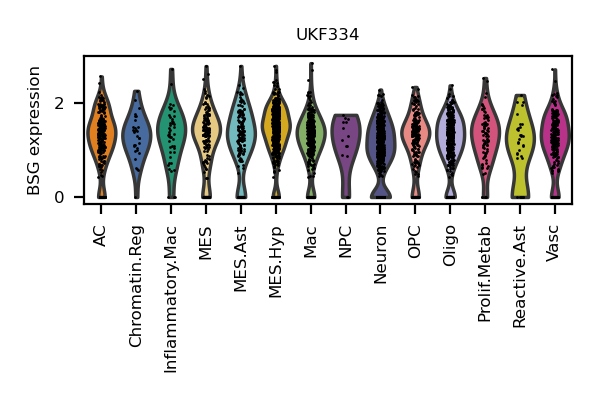 UKF334
BSG expression
2
0
AC
Chromatin.Reg
Inflammatory.Mac
MES
MES.Ast
MES.Hyp
Mac
NPC
Neuron
OPC
Oligo
Prolif.Metab
Reactive.Ast
Vasc